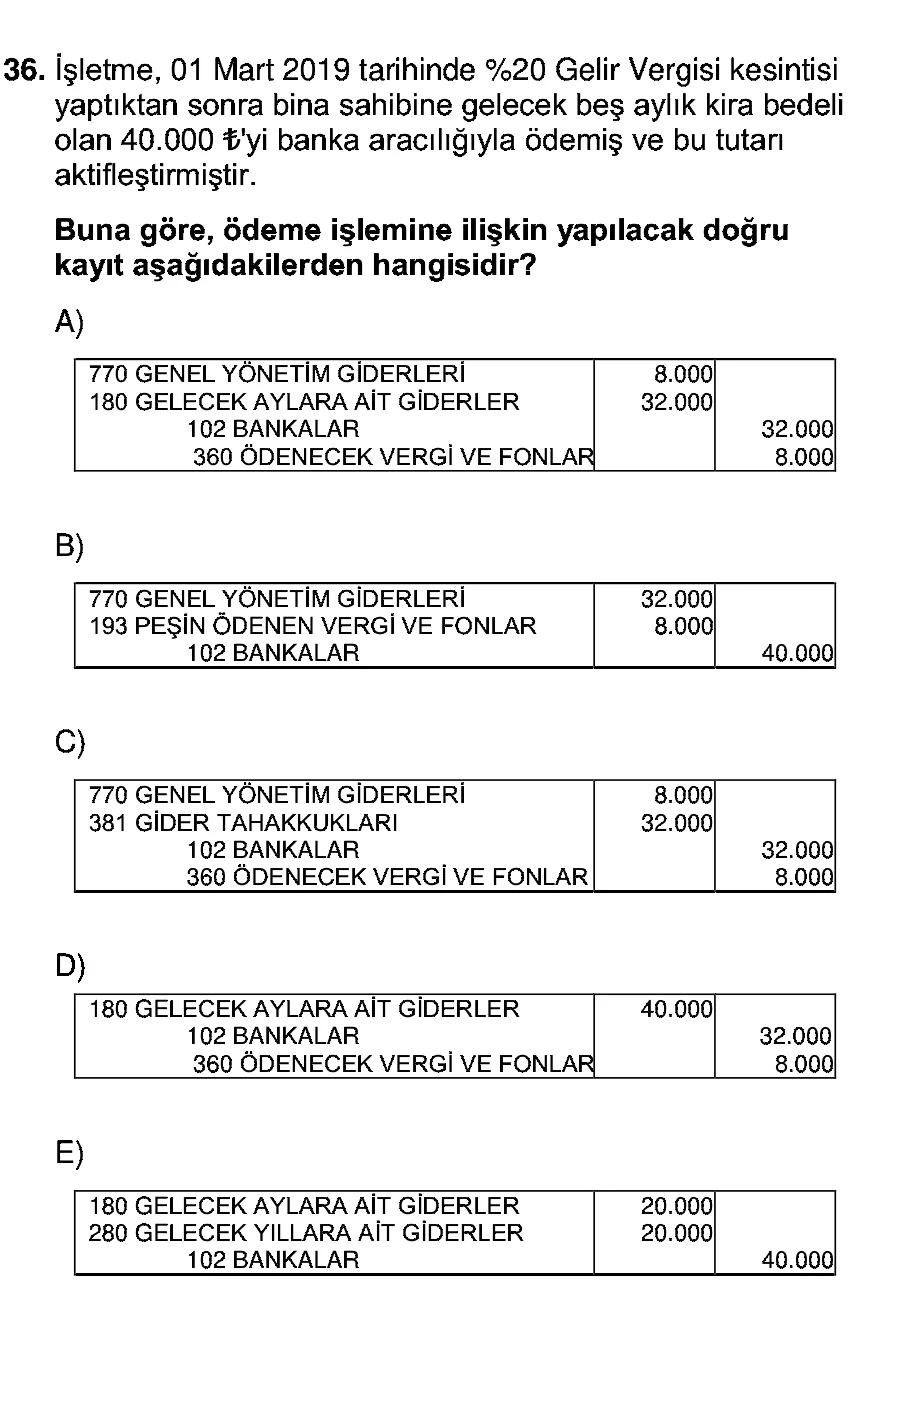 36. İşletme, 01 Mart 2019 tarihinde %20 Gelir Vergisi kesintisi
yaptıktan sonra bina sahibine gelecek beş aylık kira bedeli
olan 40.000 ₺'yi banka aracılığıyla ödemiş ve bu tutarı
aktifleştirmiştir.
Buna göre, ödeme işlemine ilişkin yapılacak doğru
kayıt aşağıdakilerden hangisidir?
A)
770 GENEL YÖNETİM GİDERLERİ 8.000
180 GELECEK AYLARA AİT GİDERLER 32.000
102 BANKALAR 32.000
360 ÖDENECEK VERGİ VE FONLAR 8.000
B)
770 GENEL YÖNETİM GİDERLERİ 32.000
193 PEŞİN ÖDENEN VERGİ VE FONLAR 8.000
102 BANKALAR 40.000
C)
770 GENEL YÖNETİM GİDERLERİ 8.000
381 GİDER TAHAKKUKLARI 32.000
102 BANKALAR 32.000
360 ÖDENECEK VERGİ VE FONLAR 8.000
D)
180 GELECEK AYLARA AİT GİDERLER 40.000
102 BANKALAR 32.000
360 ÖDENECEK VERGİ VE FONLAR 8.000
E)
180 GELECEK AYLARA AİT GİDERLER 20.000
280 GELECEK YILLARA AİT GİDERLER 20.000
102 BANKALAR 40.000